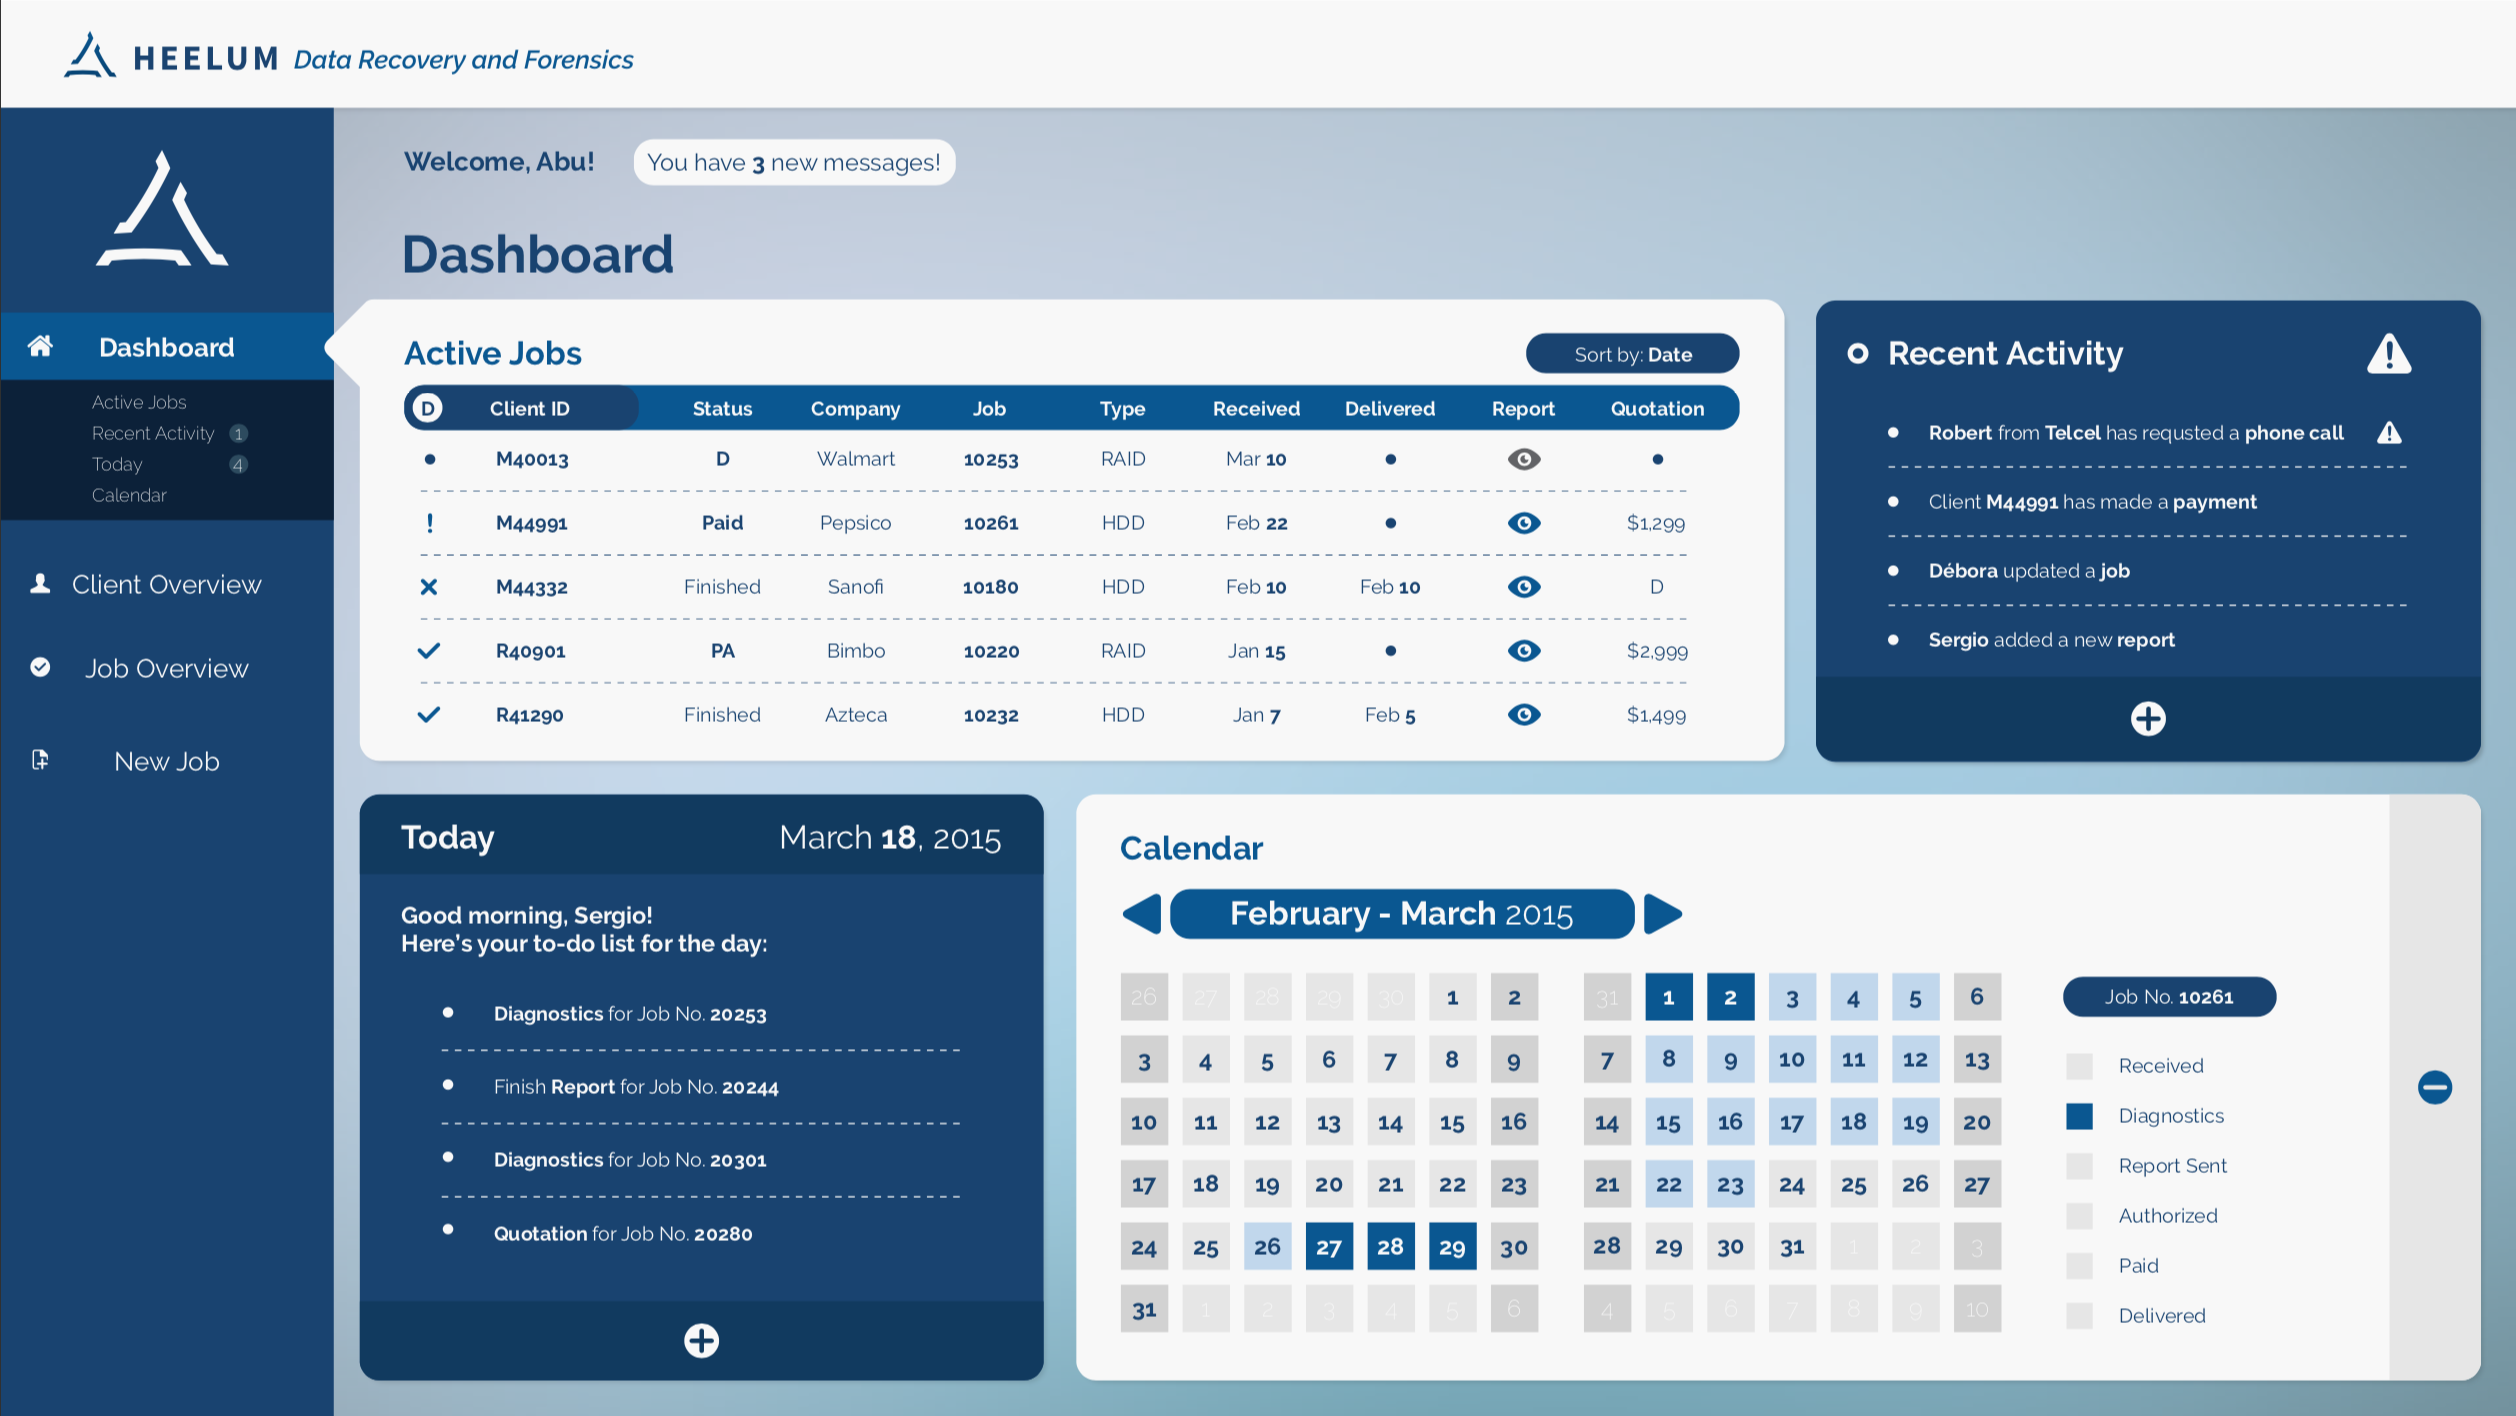 HEELUM Data Recovery and Forensics
Welcome, Abu! You have 3 new messages!
Dashboard
Dashboard
Active Jobs
Recent Activity 1
Today 4
Calendar
Client Overview
Job Overview
New Job
Active Jobs
Sort by: Date
D Client ID Status Company Job Type Received Delivered Report Quotation
M40013 D Walmart 10253 RAID Mar 10
M44991 Paid Pepsico 10261 HDD Feb 22 $1,299
M44332 Finished Sanofi 10180 HDD Feb 10 Feb 10 D
R40901 PA Bimbo 10220 RAID Jan 15 $2,999
R41290 Finished Azteca 10232 HDD Jan 7 Feb 5 $1,499
Recent Activity
Robert from Telcel has requsted a phone call
Client M44991 has made a payment
Débora updated a job
Sergio added a new report
Today March 18, 2015
Good morning, Sergio!
Here's your to-do list for the day:
Diagnostics for Job No. 20253
Finish Report for Job No. 20244
Diagnostics for Job No. 20301
Quotation for Job No. 20280
Calendar
February - March 2015
26 27 28 29 30 1 2
3 4 5 6 7 8 9
10 11 12 13 14 15 16
17 18 19 20 21 22 23
24 25 26 27 28 29 30
31 1 2 3 4 5 6
31 1 2 3 4 5 6
7 8 9 10 11 12 13
14 15 16 17 18 19 20
21 22 23 24 25 26 27
28 29 30 31 1 2 3
4 5 6 7 8 9 10
Job No. 10261
Received
Diagnostics
Report Sent
Authorized
Paid
Delivered